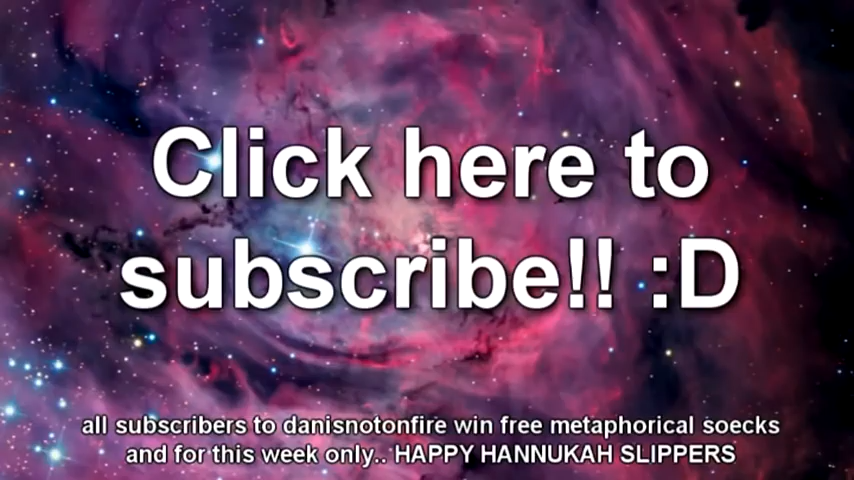 Click here to
subscribe!! :D
all subscribers to danisnotonfire win free metaphorical soecks
and for this week only.. HAPPY HANNUKAH SLIPPERS